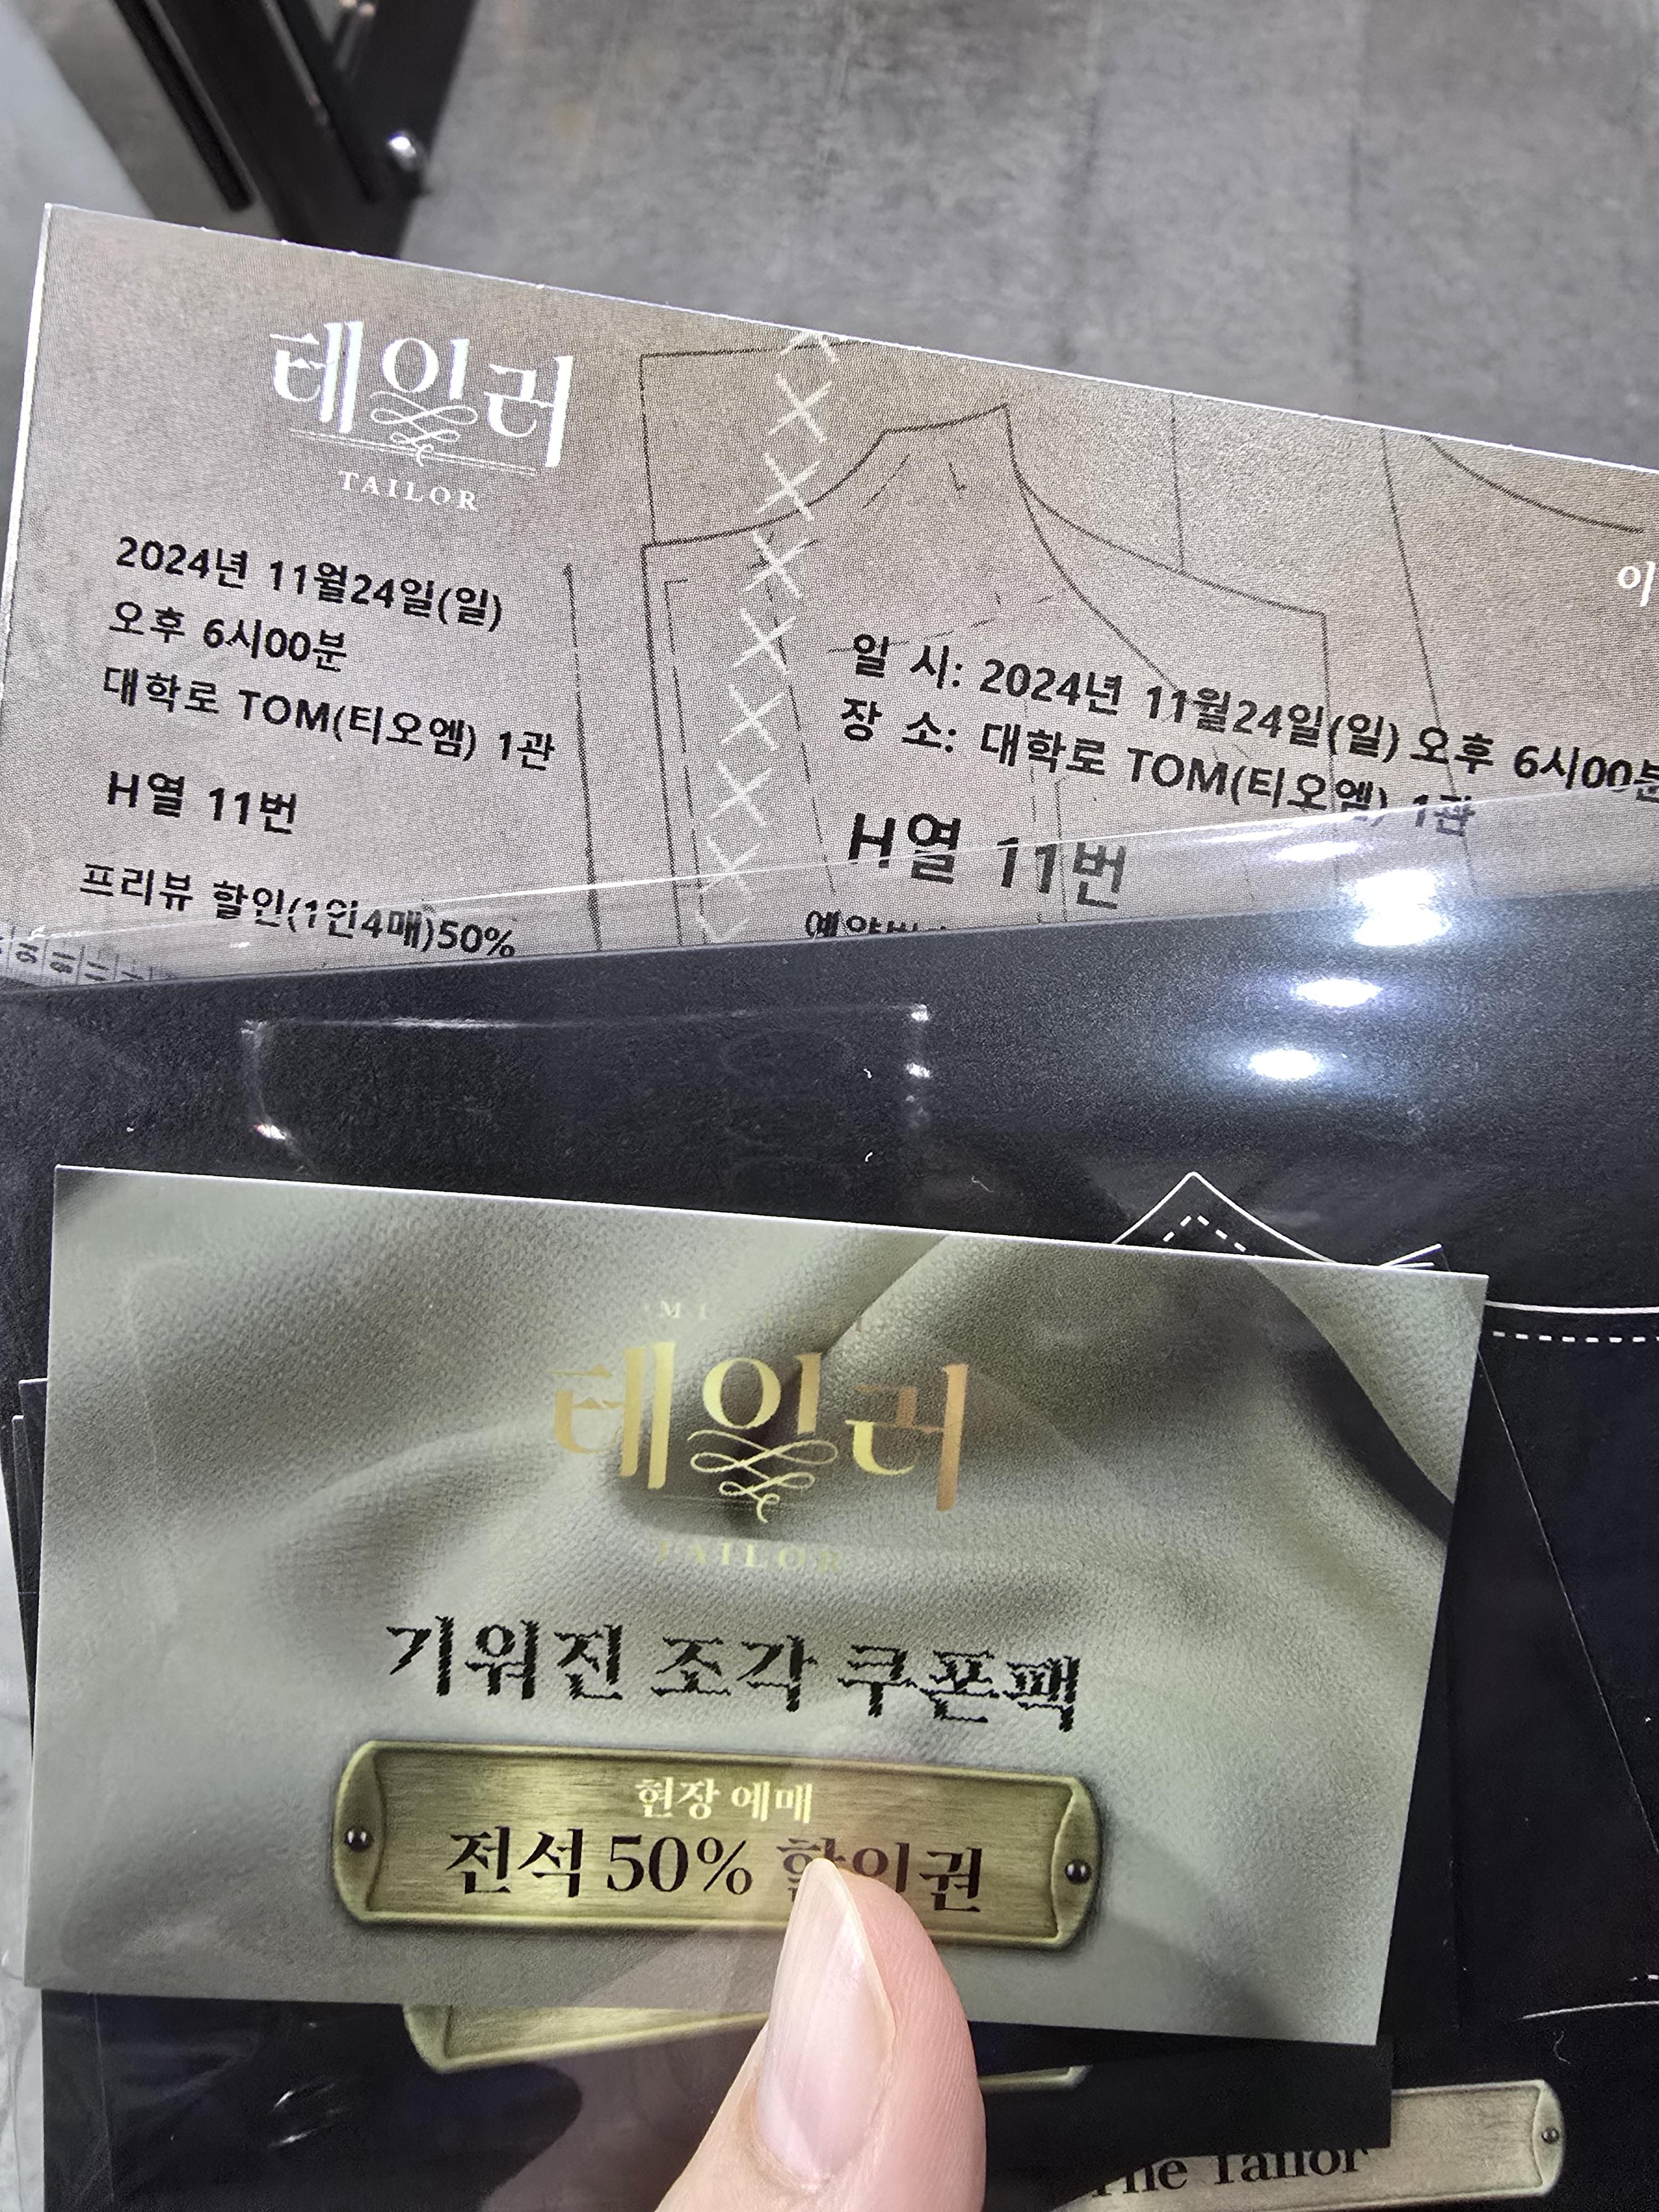 테일러
TAILOR
2024년 11월24일(일)
오후 6시00분
대학로 TOM(티오엠) 1관
H열 11번
프리뷰 할인(1인4매)50%
이
일 시: 2024년 11월24일(일) 오후 6시00분
장 소: 대학로 TOM(티오엠) 1관
H열 11번
테일러
TAILOR
기워진 조각 쿠폰팩
현장 예매
전석 50% 할인권
The Tailor